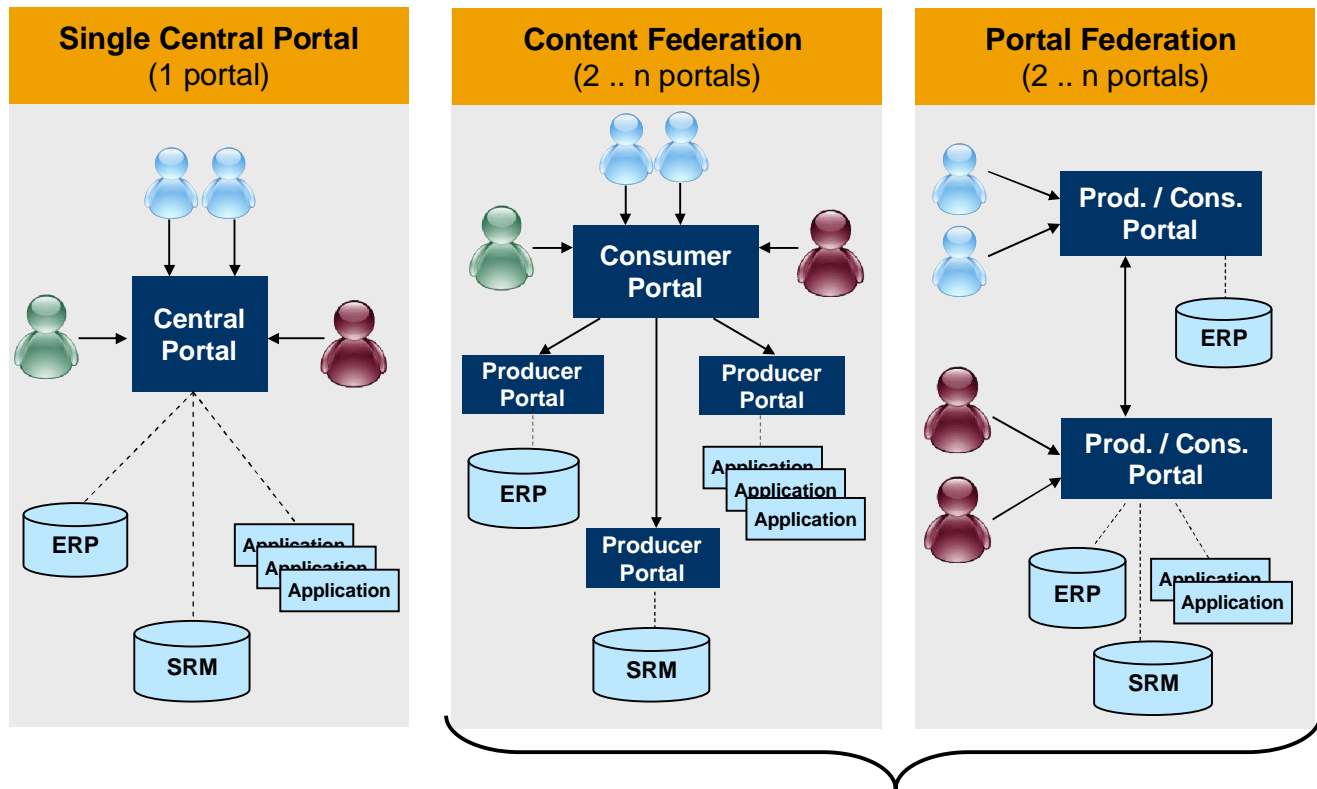 Single Central Portal
(1 portal)
Central
Portal
ERP
Application
Application
Application
SRM
Content Federation
(2 .. n portals)
Consumer
Portal
Producer
Portal
Producer
Portal
ERP
Application
Application
Application
Producer
Portal
SRM
Portal Federation
(2 .. n portals)
Prod. / Cons.
Portal
ERP
Prod. / Cons.
Portal
ERP
Application
Application
SRM